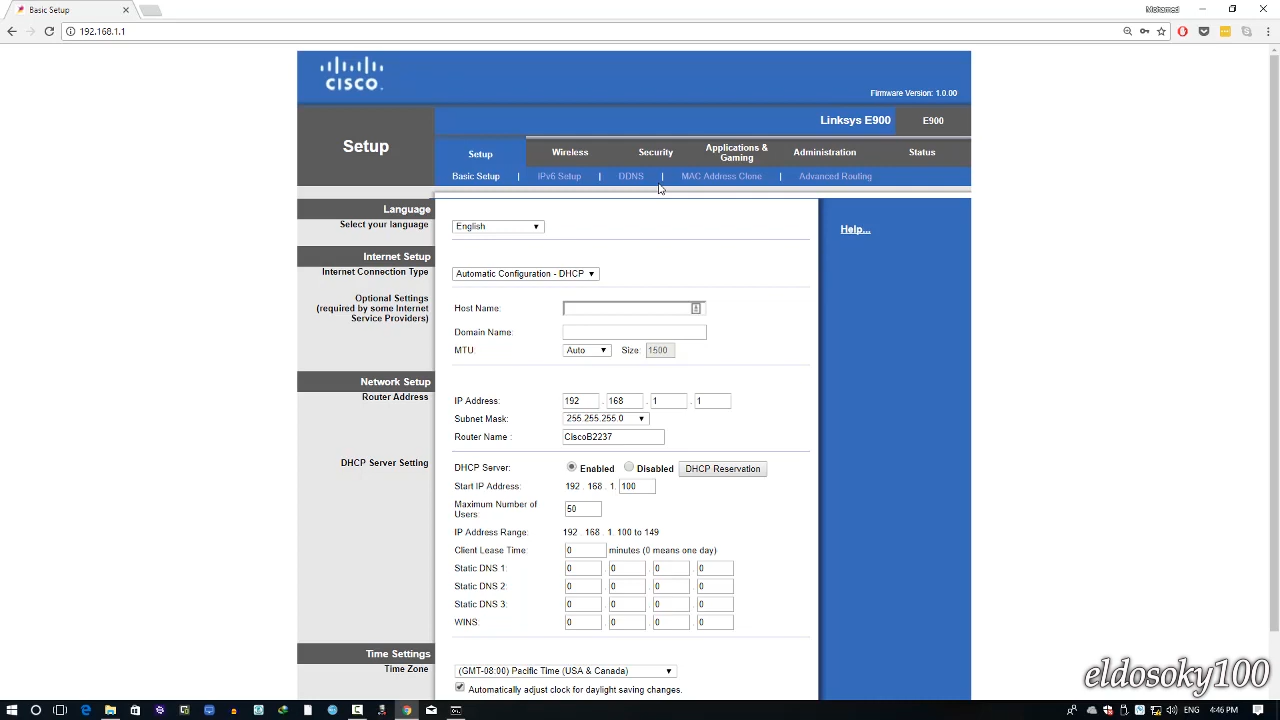 Basic Setup
Mohamed
192.168.1.1
CISCO
Firmware Version: 1.0.00
Linksys E900
E900
Setup
Setup
Wireless
Security
Applications &
Gaming
Administration
Status
Basic Setup | IPv6 Setup | DDNS | MAC Address Clone | Advanced Routing
Language
Select your language
English
Help...
Internet Setup
Internet Connection Type
Automatic Configuration - DHCP
Optional Settings
(required by some Internet
Service Providers)
Host Name:
Domain Name:
MTU: Auto Size: 1500
Network Setup
Router Address
IP Address: 192 . 168 . 1 . 1
Subnet Mask: 255.255.255.0
Router Name : CiscoB2237
DHCP Server Setting
DHCP Server: Enabled Disabled DHCP Reservation
Start IP Address: 192 . 168 . 1. 100
Maximum Number of
Users
50
IP Address Range: 192 . 168 . 1. 100 to 149
Client Lease Time: 0 minutes (0 means one day)
Static DNS 1: 0 . 0 . 0 . 0
Static DNS 2: 0 . 0 . 0 . 0
Static DNS 3: 0 . 0 . 0 . 0
WINS: 0 . 0 . 0 . 0
Time Settings
Time Zone
(GMT-08:00) Pacific Time (USA & Canada)
Automatically adjust clock for daylight saving changes.
eldosoky100
ENG 4:46 PM